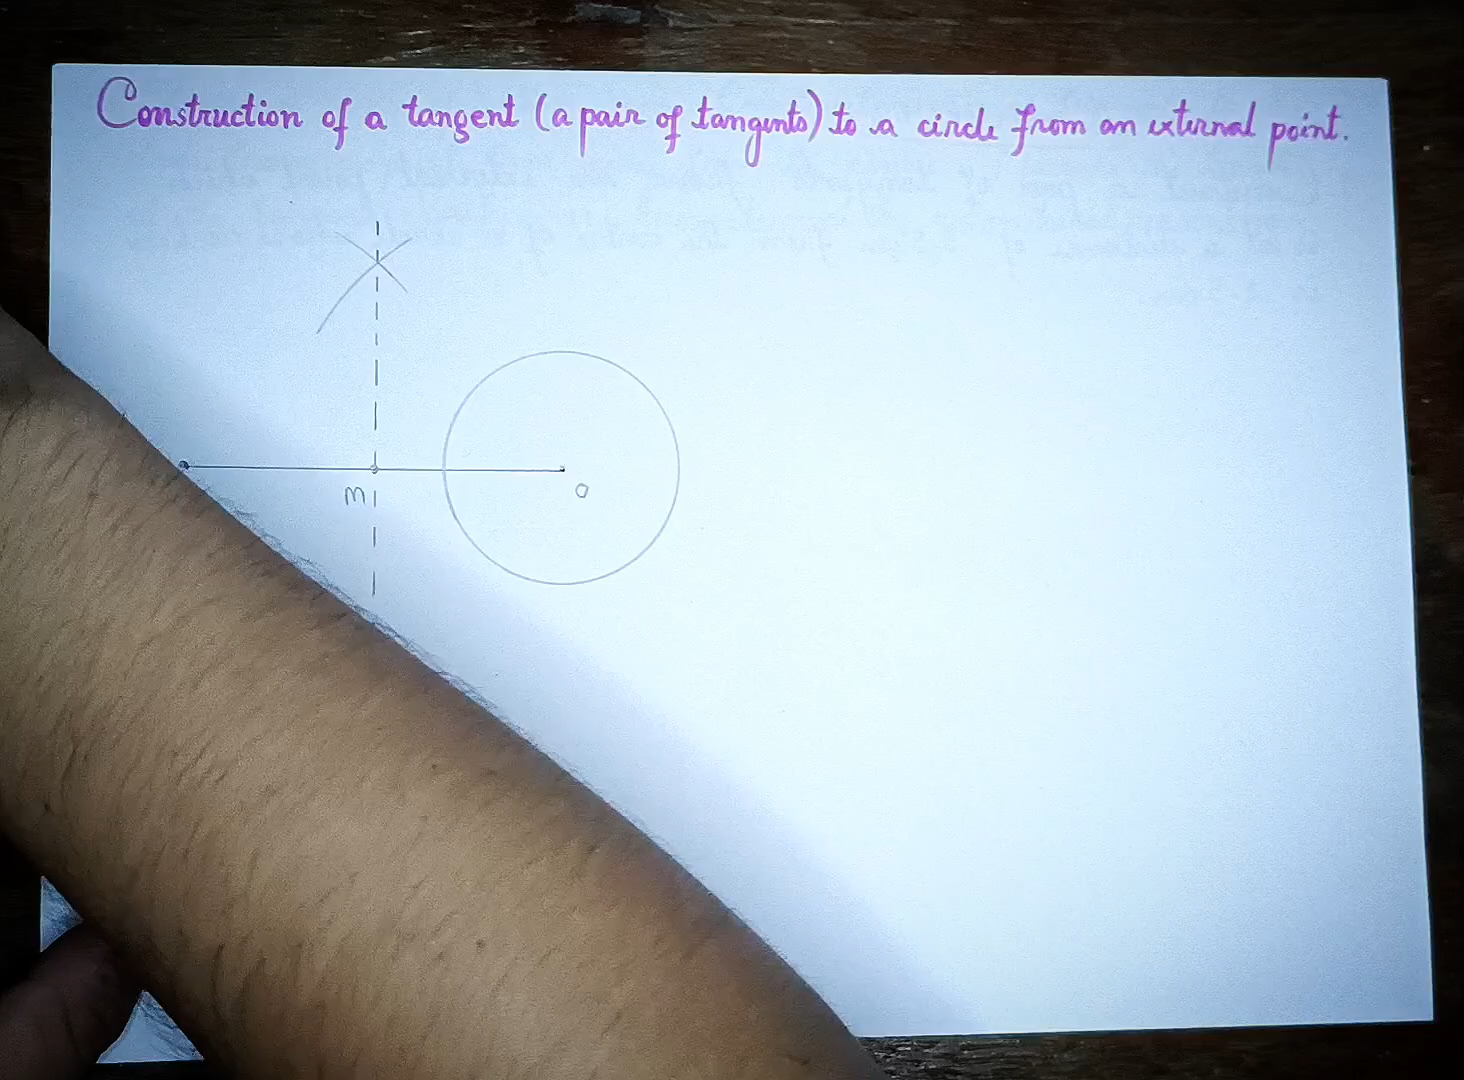 Construction of a tangent (a pair of tangents) to a circle from an external point.
M
O